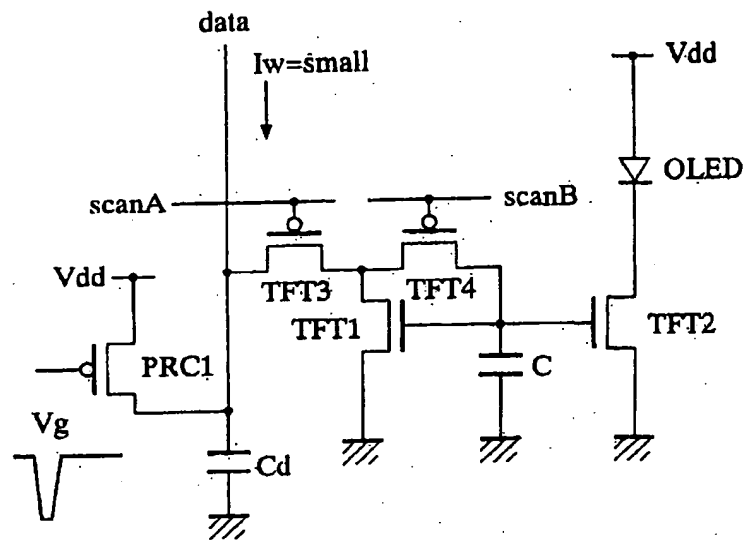 data
Iw=small
Vdd
OLED
scanA
scanB
Vdd
TFT3
TFT4
TFT1
TFT2
PRC1
C
Vg
Cd